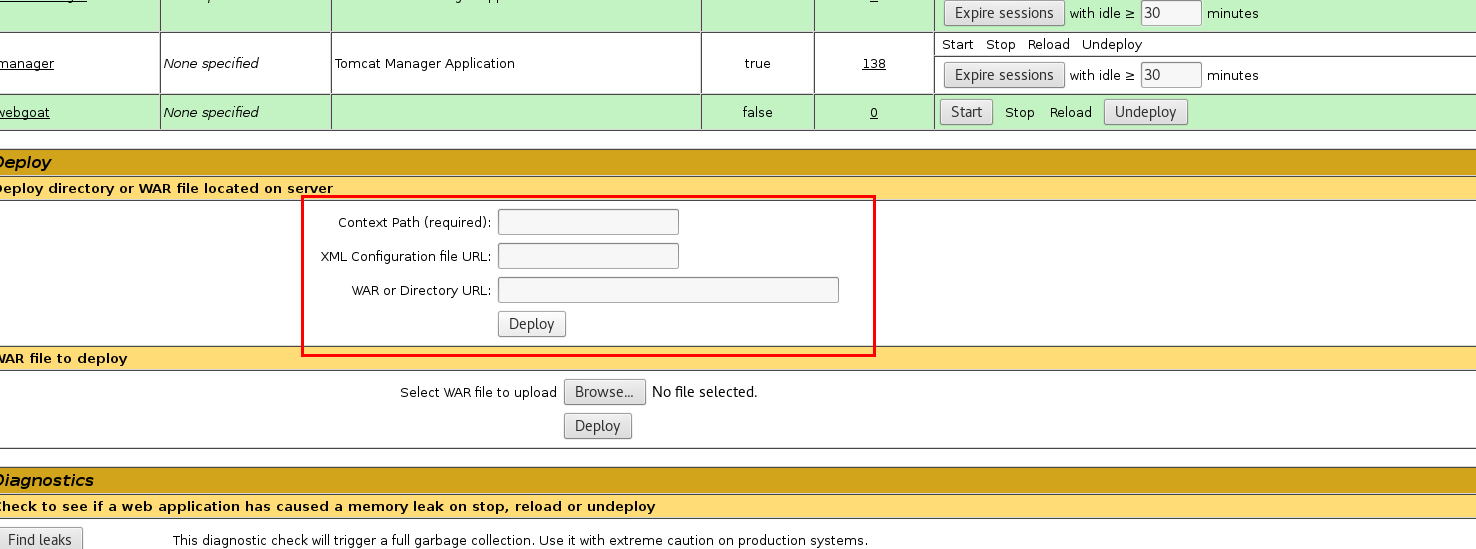 Expire sessions with idle ≥ 30 minutes
manager None specified Tomcat Manager Application true 138 Start Stop Reload Undeploy
Expire sessions with idle ≥ 30 minutes
webgoat None specified false 0 Start Stop Reload Undeploy
Deploy
Deploy directory or WAR file located on server
Context Path (required):
XML Configuration file URL:
WAR or Directory URL:
Deploy
WAR file to deploy
Select WAR file to upload Browse... No file selected.
Deploy
Diagnostics
Check to see if a web application has caused a memory leak on stop, reload or undeploy
Find leaks This diagnostic check will trigger a full garbage collection. Use it with extreme caution on production systems.